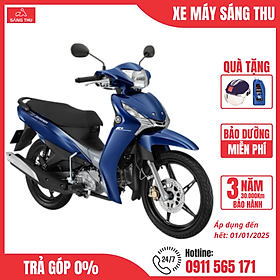 SÁNG THU
XE MÁY SÁNG THU
QUÀ TẶNG
BẢO DƯỠNG
MIỄN PHÍ
3 NĂM
30.000Km
BẢO HÀNH
Áp dụng đến
hết: 01/01/2025
TRẢ GÓP 0%
24/7
Hotline:
0911 565 171